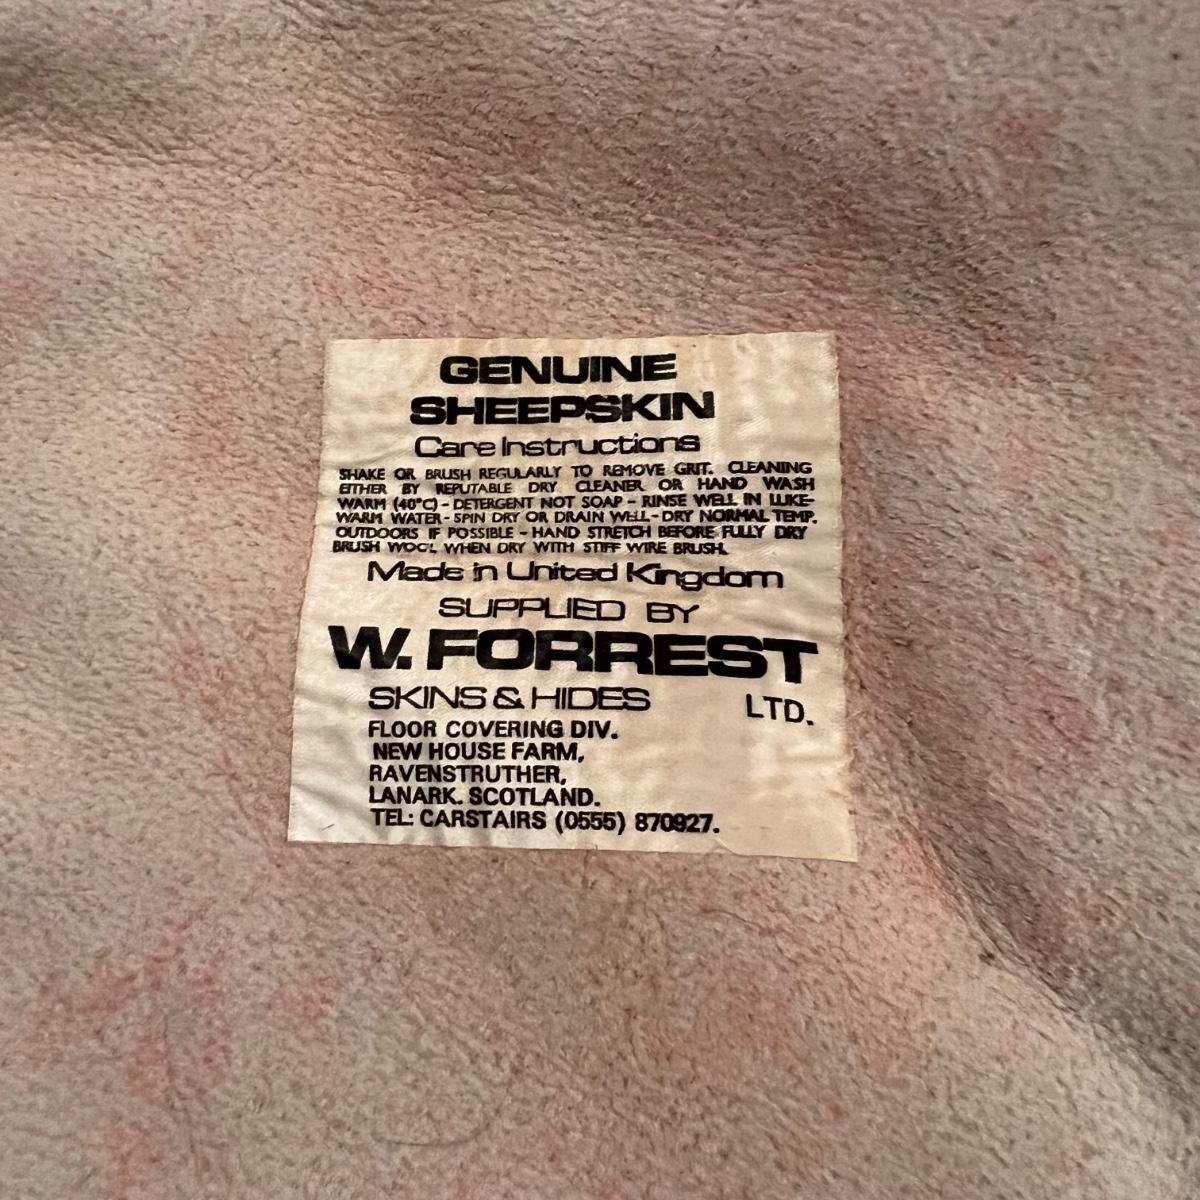 GENUINE
SHEEPSKIN
Care Instructions
SHAKE OR BRUSH REGULARLY TO REMOVE GRIT. CLEANING
EITHER BY REPUTABLE DRY CLEANER OR HAND WASH
WARM (40°C) - DETERGENT NOT SOAP - RINSE WELL IN LUKE-
WARM WATER - SPIN DRY OR DRAIN WELL - DRY NORMAL TEMP.
OUTDOORS IF POSSIBLE - HAND STRETCH BEFORE FULLY DRY
BRUSH WOOL WHEN DRY WITH STIFF WIRE BRUSH.
Made in United Kingdom
SUPPLIED BY
W. FORREST
SKINS & HIDES LTD.
FLOOR COVERING DIV.
NEW HOUSE FARM,
RAVENSTRUTHER,
LANARK. SCOTLAND.
TEL: CARSTAIRS (0555) 870927.